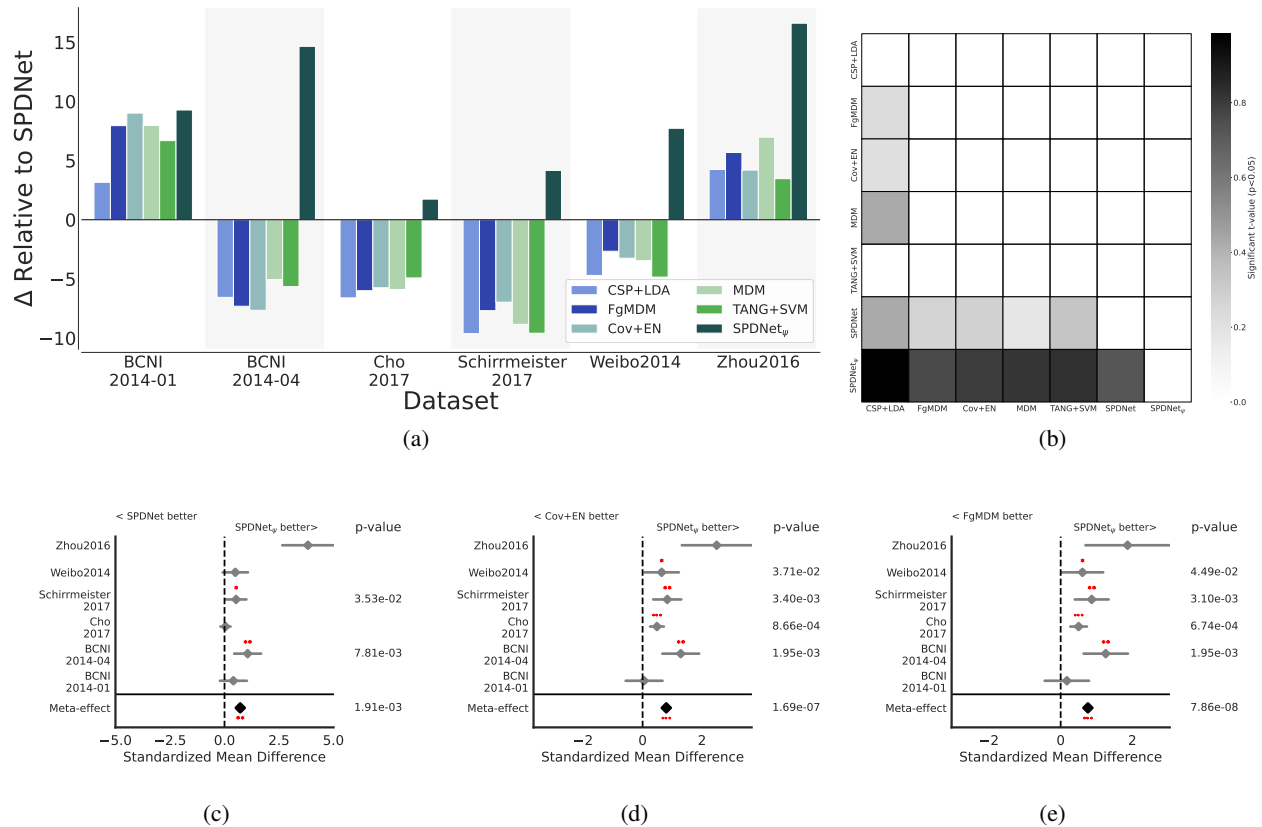 Δ Relative to SPDNet
15
10
5
0
−5
−10
CSP+LDA
FgMDM
Cov+EN
MDM
TANG+SVM
SPDNetψ
BCNI
2014-01
BCNI
2014-04
Cho
2017
Schirrmeister
2017
Weibo2014
Zhou2016
Dataset
(a)
CSP+LDA
FgMDM
Cov+EN
MDM
TANG+SVM
SPDNet
SPDNetψ
CSP+LDA
FgMDM
Cov+EN
MDM
TANG+SVM
SPDNet
SPDNetψ
0.8
0.6
0.4
0.2
0.0
Significant t-value (p<0.05)
(b)
< SPDNet better
SPDNetψ better>
p-value
Zhou2016
Weibo2014
Schirrmeister
2017
3.53e-02
Cho
2017
BCNI
2014-04
7.81e-03
BCNI
2014-01
Meta-effect
1.91e-03
−5.0
−2.5
0.0
2.5
5.0
Standardized Mean Difference
(c)
< Cov+EN better
SPDNetψ better>
p-value
Zhou2016
Weibo2014
3.71e-02
Schirrmeister
2017
3.40e-03
Cho
2017
8.66e-04
BCNI
2014-04
1.95e-03
BCNI
2014-01
Meta-effect
1.69e-07
−2
0
2
Standardized Mean Difference
(d)
< FgMDM better
SPDNetψ better>
p-value
Zhou2016
Weibo2014
4.49e-02
Schirrmeister
2017
3.10e-03
Cho
2017
6.74e-04
BCNI
2014-04
1.95e-03
BCNI
2014-01
Meta-effect
7.86e-08
−2
0
2
Standardized Mean Difference
(e)